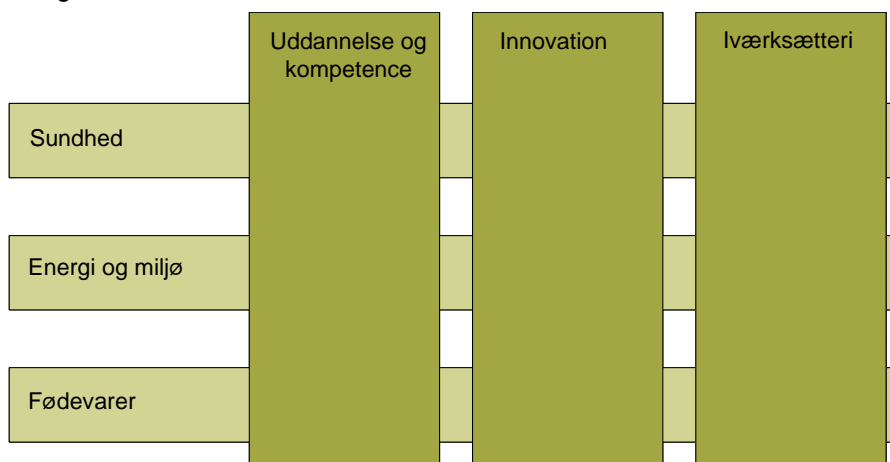 Uddannelse og
kompetence
Innovation
Iværksætteri
Sundhed
Energi og miljø
Fødevarer